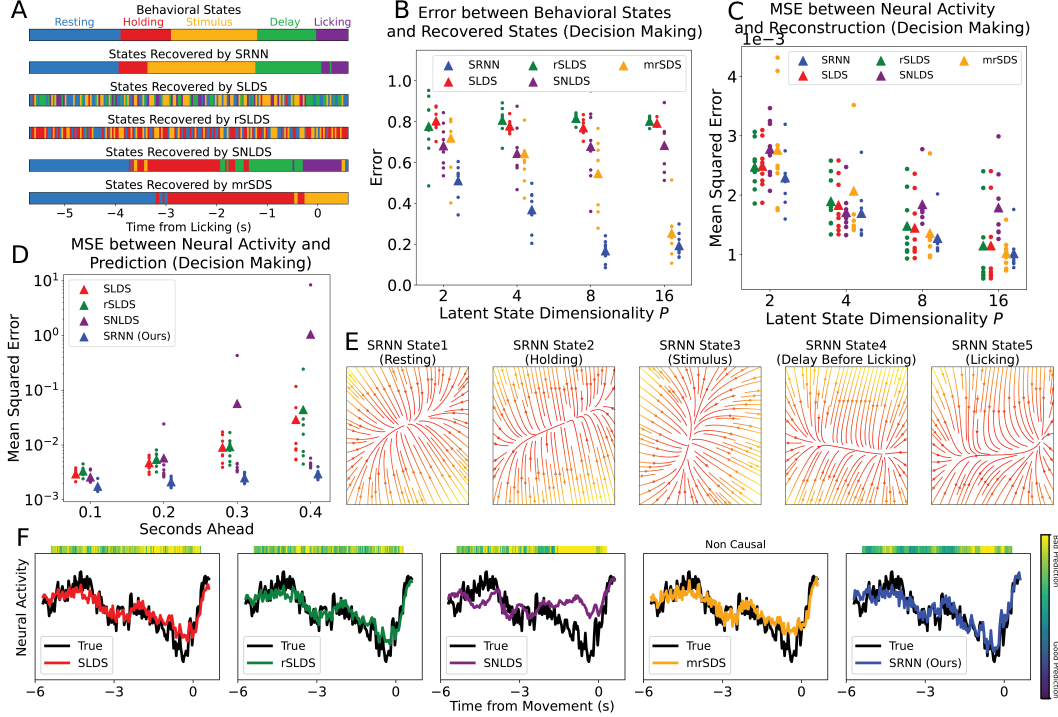 A
Behavioral States
Resting Holding Stimulus Delay Licking
States Recovered by SRNN
States Recovered by SLDS
States Recovered by rSLDS
States Recovered by SNLDS
States Recovered by mrSDS
−5 −4 −3 −2 −1 0
Time from Licking (s)
B
Error between Behavioral States
and Recovered States (Decision Making)
SRNN rSLDS mrSDS
SLDS SNLDS
Error
1.0
0.8
0.6
0.4
0.2
0.0
2 4 8 16
Latent State Dimensionality P
C
MSE between Neural Activity
and Reconstruction (Decision Making)
1e−3
SRNN rSLDS mrSDS
SLDS SNLDS
Mean Squared Error
4
3
2
1
2 4 8 16
Latent State Dimensionality P
D
MSE between Neural Activity and
Prediction (Decision Making)
SLDS
rSLDS
SNLDS
SRNN (Ours)
Mean Squared Error
10¹
10⁰
10⁻¹
10⁻²
10⁻³
0.1 0.2 0.3 0.4
Seconds Ahead
E
SRNN State1
(Resting)
SRNN State2
(Holding)
SRNN State3
(Stimulus)
SRNN State4
(Delay Before Licking)
SRNN State5
(Licking)
F
Neural Activity
True
SLDS
−6 −3 0
True
rSLDS
−6 −3 0
True
SNLDS
−6 −3 0
Non Causal
True
mrSDS
−6 −3 0
True
SRNN (Ours)
−6 −3 0
Time from Movement (s)
Bad Prediction
Good Prediction